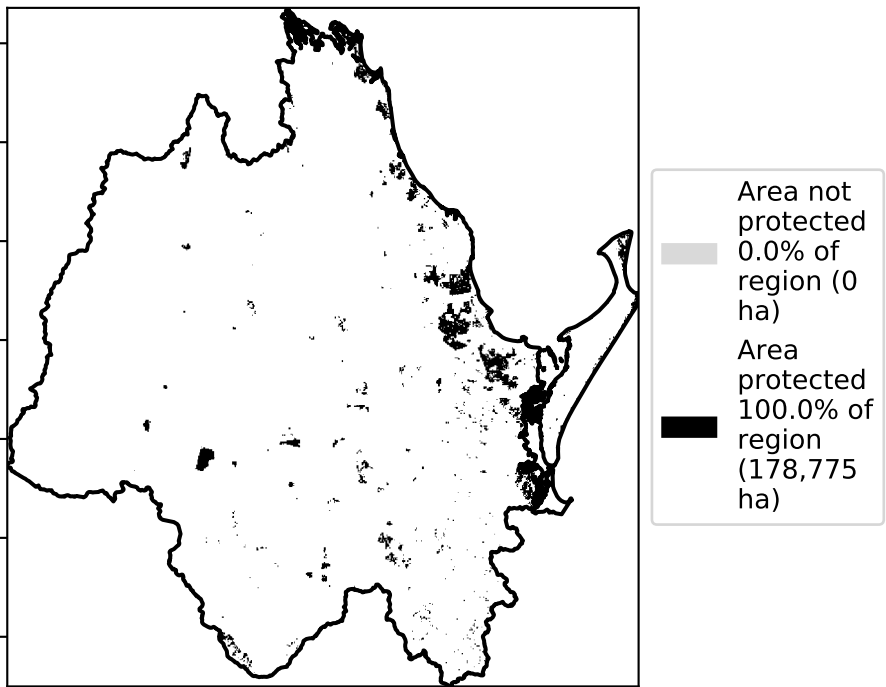 Area not
protected
0.0% of
region (0
ha)
Area
protected
100.0% of
region
(178,775
ha)